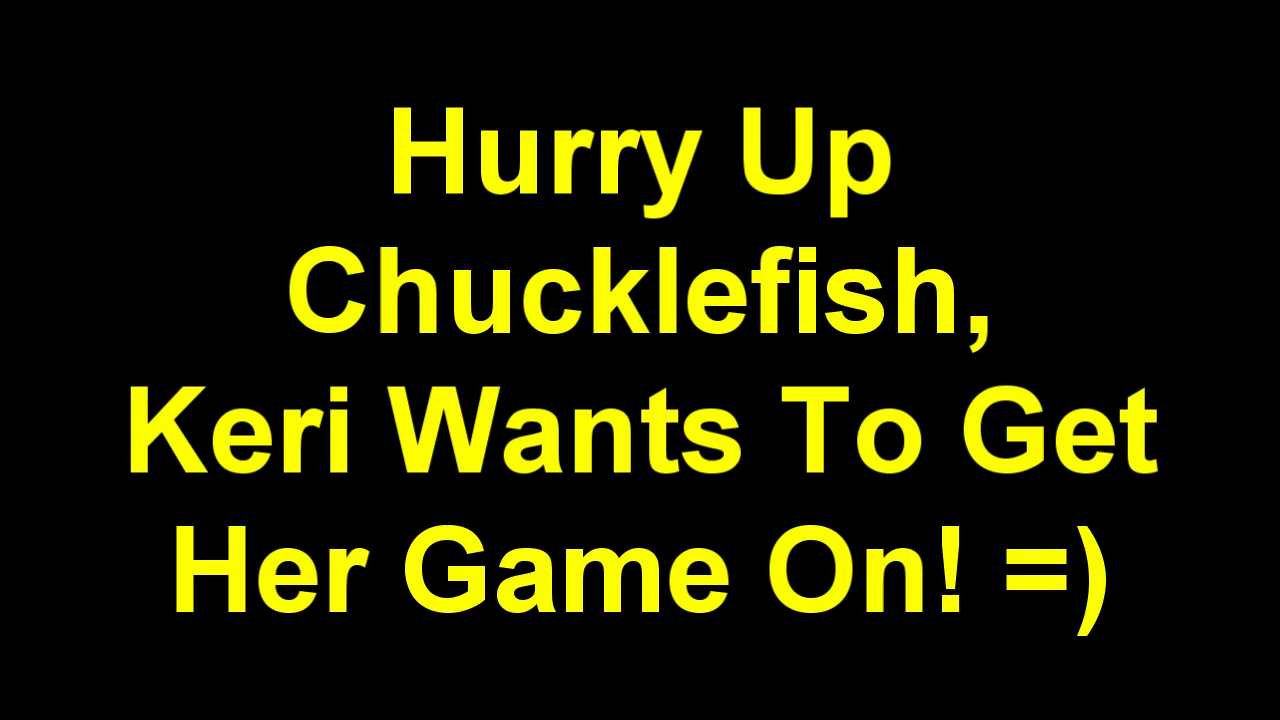 Hurry Up
Chucklefish,
Keri Wants To Get
Her Game On! =)